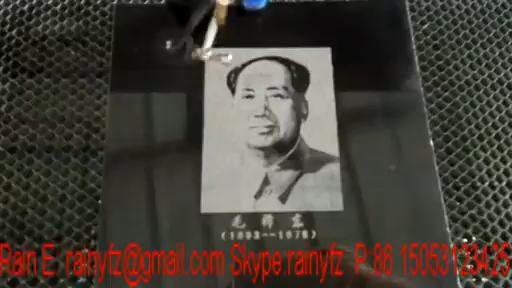 毛 泽 东
(1893--1976)
Rain E: rainyfz@gmail.com Skype:rainyfz P:86 15053123425